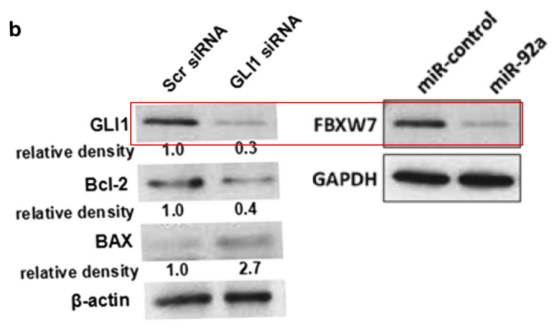 b
Scr siRNA
GLI1 siRNA
GLI1
relative density 1.0 0.3
Bcl-2
relative density 1.0 0.4
BAX
relative density 1.0 2.7
β-actin
miR-control
miR-92a
FBXW7
GAPDH